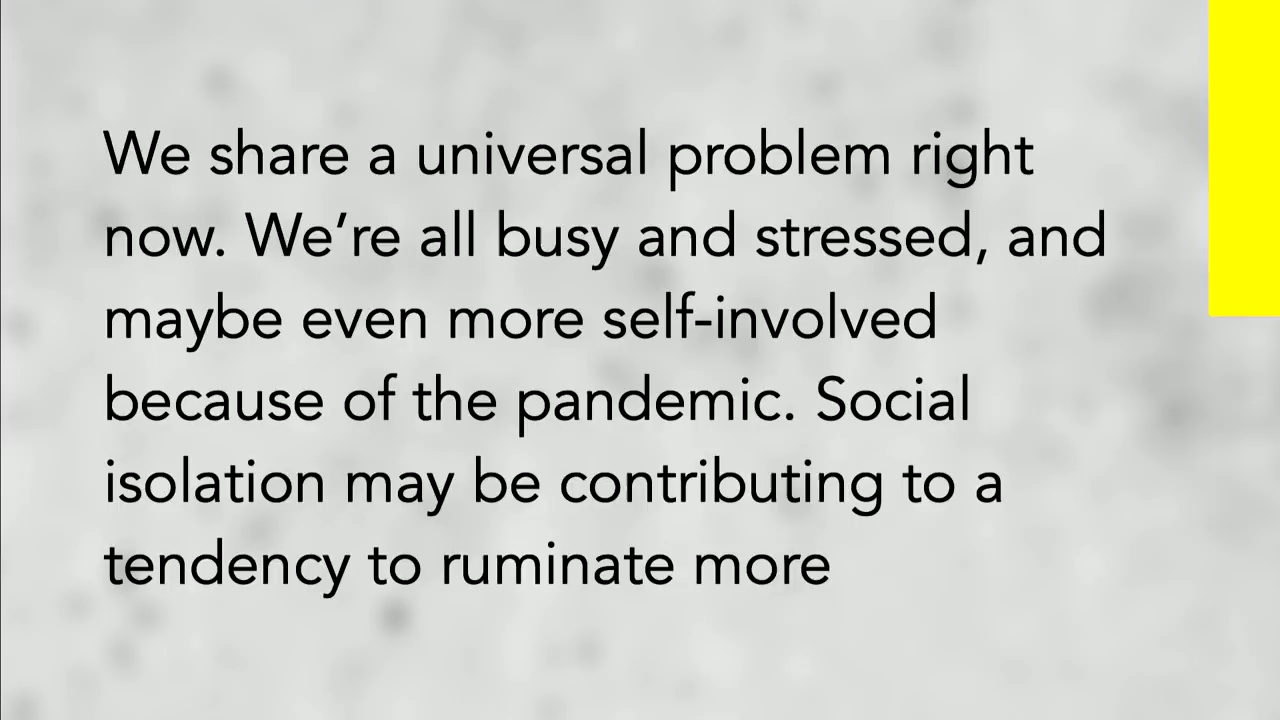 We share a universal problem right
now. We’re all busy and stressed, and
maybe even more self-involved
because of the pandemic. Social
isolation may be contributing to a
tendency to ruminate more